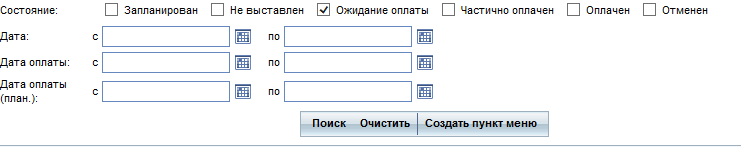 Состояние: Запланирован Не выставлен Ожидание оплаты Частично оплачен Оплачен Отменен
Дата: с по
Дата оплаты: с по
Дата оплаты (план.): с по
Поиск Очистить Создать пункт меню